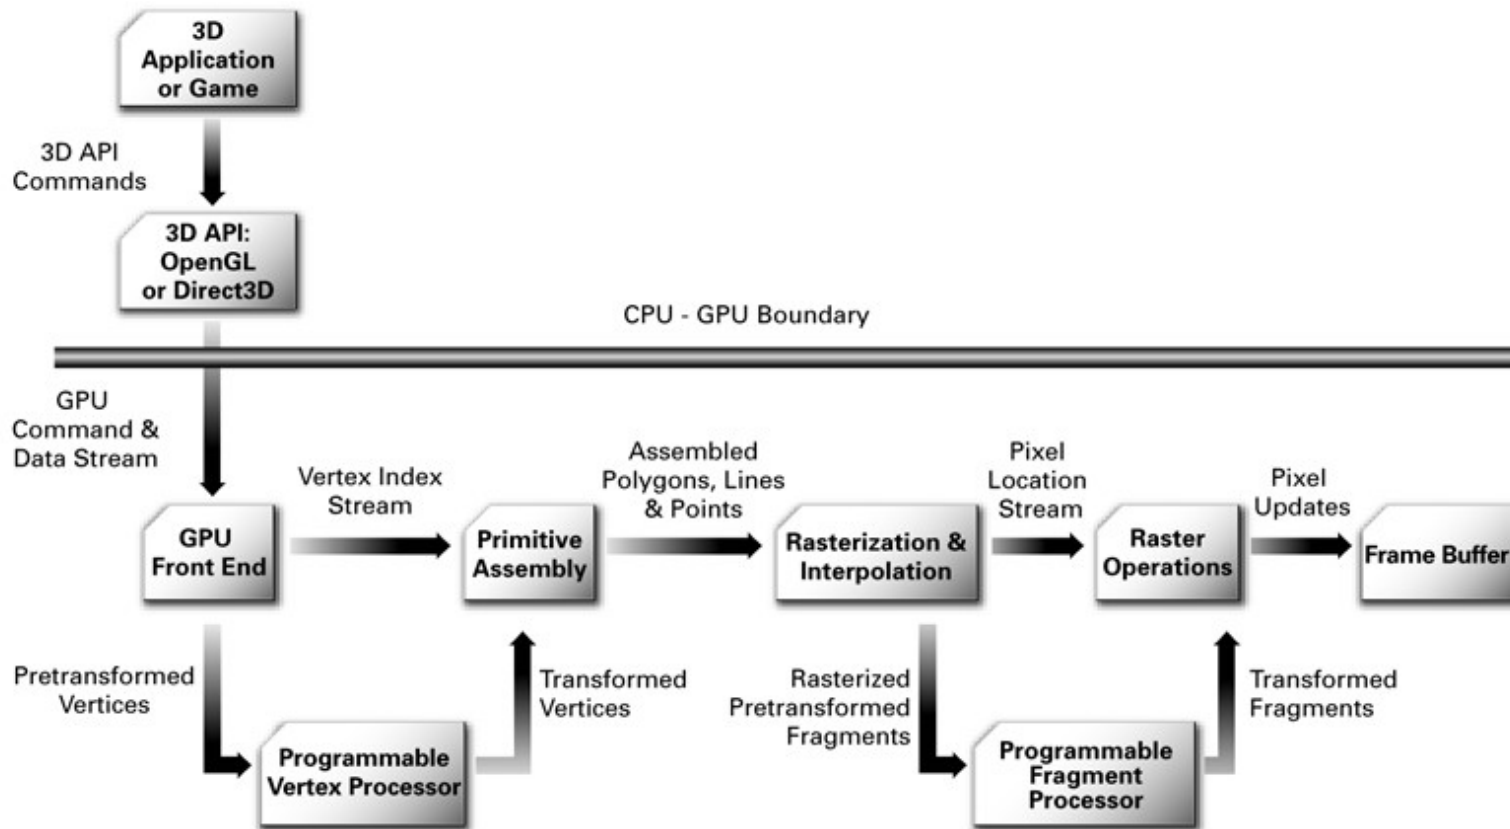 3D
Application
or Game
3D API
Commands
3D API:
OpenGL
or Direct3D
CPU - GPU Boundary
GPU
Command &
Data Stream
Vertex Index
Stream
Assembled
Polygons, Lines
& Points
Pixel
Location
Stream
Pixel
Updates
GPU
Front End
Primitive
Assembly
Rasterization &
Interpolation
Raster
Operations
Frame Buffer
Pretransformed
Vertices
Transformed
Vertices
Rasterized
Pretransformed
Fragments
Transformed
Fragments
Programmable
Vertex Processor
Programmable
Fragment
Processor